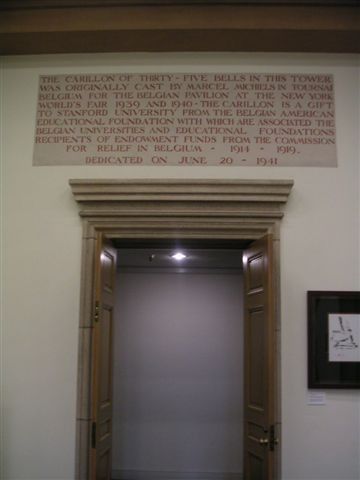 THE CARILLON OF THIRTY-FIVE BELLS IN THIS TOWER
WAS ORIGINALLY CAST BY MARCEL MICHIELS IN TOURNAI
BELGIUM FOR THE BELGIAN PAVILION AT THE NEW YORK
WORLD'S FAIR 1939 AND 1940 · THE CARILLON IS A GIFT
TO STANFORD UNIVERSITY FROM THE BELGIAN AMERICAN
EDUCATIONAL FOUNDATION WITH WHICH ARE ASSOCIATED THE
BELGIAN UNIVERSITIES AND EDUCATIONAL FOUNDATIONS
RECIPIENTS OF ENDOWMENT FUNDS FROM THE COMMISSION
FOR RELIEF IN BELGIUM - 1914 - 1919.
DEDICATED ON JUNE 20 - 1941